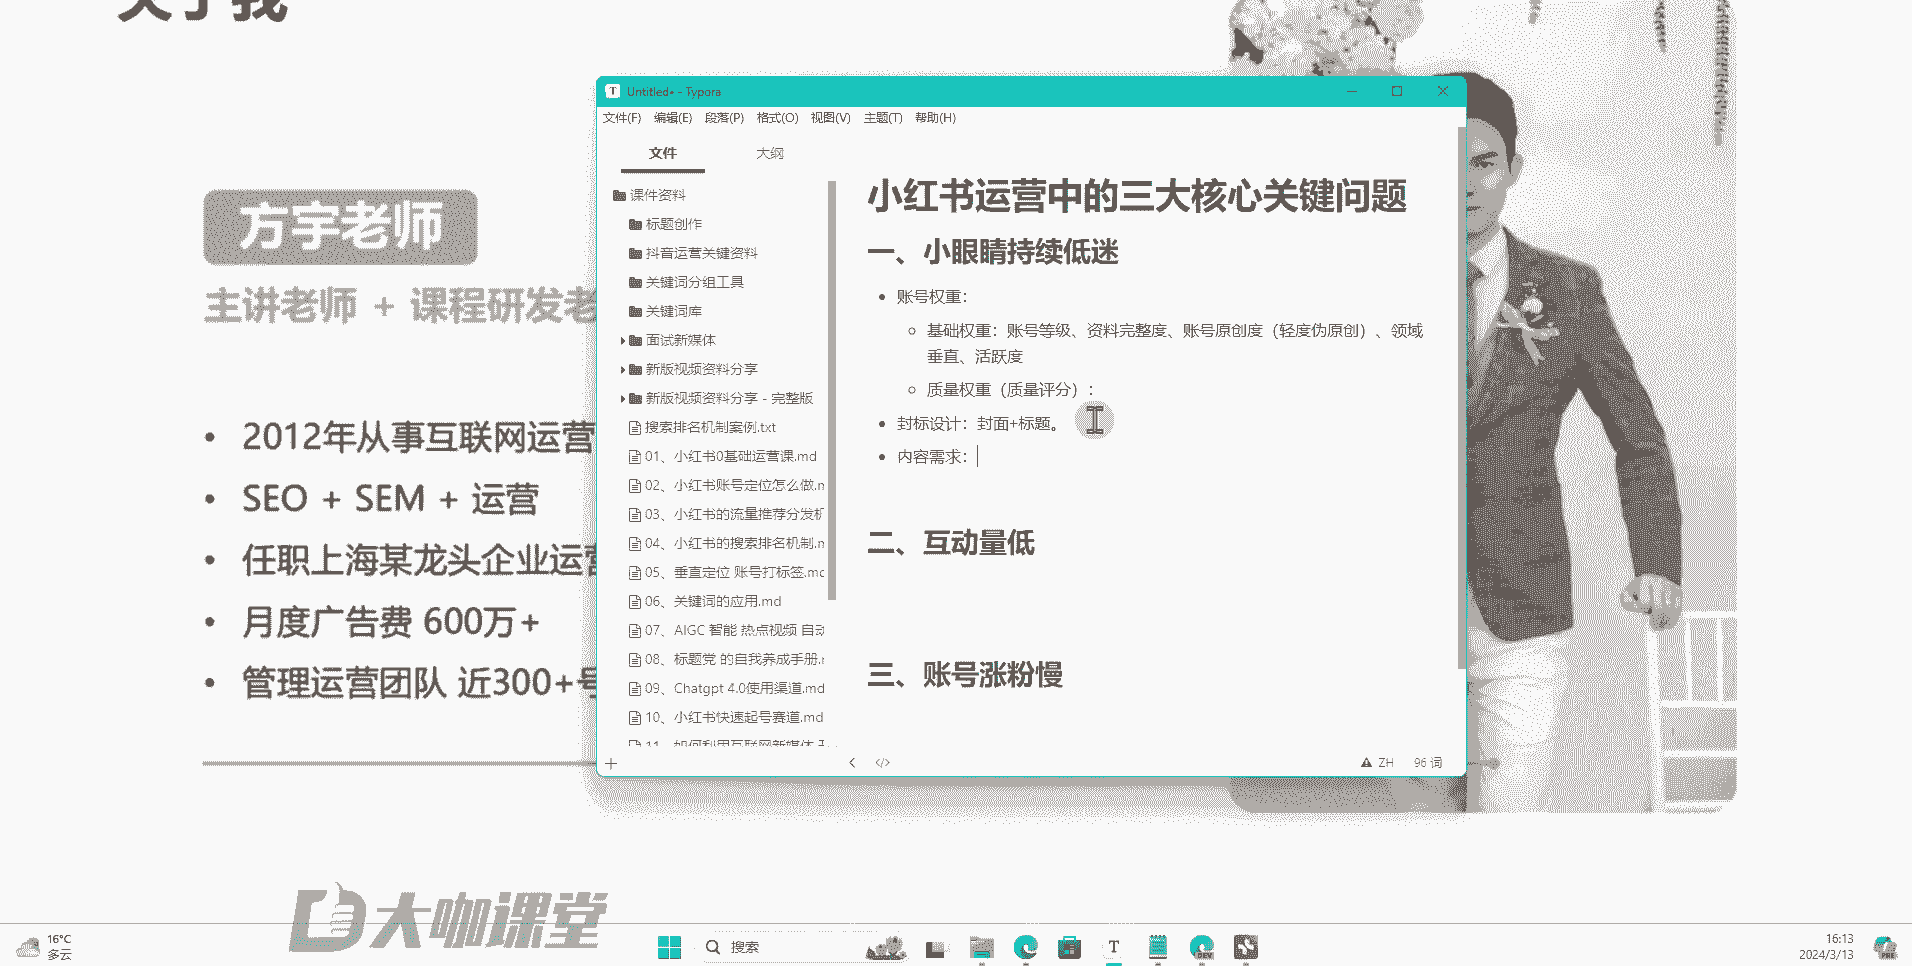 关于我
方宇老师
主讲老师 + 课程研发老
2012年从事互联网运营
SEO + SEM + 运营
任职上海某龙头企业运营
月度广告费 600万+
管理运营团队 近300+号
Untitled• - Typora
文件(F) 编辑(E) 段落(P) 格式(O) 视图(V) 主题(T) 帮助(H)
文件 大纲
课件资料
标题创作
抖音运营关键资料
关键词分组工具
关键词库
面试新媒体
新版视频资料分享
新版视频资料分享 - 完整版
搜索排名机制案例.txt
01、小红书0基础运营课.md
02、小红书账号定位怎么做.m
03、小红书的流量推荐分发机
04、小红书的搜索排名机制.m
05、垂直定位 账号打标签.mc
06、关键词的应用.md
07、AIGC 智能 热点视频 自动
08、标题党 的自我养成手册.r
09、Chatgpt 4.0使用渠道.md
10、小红书快速起号赛道.md
11、如何利用互联网新媒体
小红书运营中的三大核心关键问题
一、小眼睛持续低迷
账号权重：
基础权重：账号等级、资料完整度、账号原创度（轻度伪原创）、领域
垂直、活跃度
质量权重（质量评分）：
封标设计：封面+标题。
内容需求：
二、互动量低
三、账号涨粉慢
ZH 96 词
大咖课堂
16°C
多云
搜索
DEV
16:13
2024/3/13
PRE